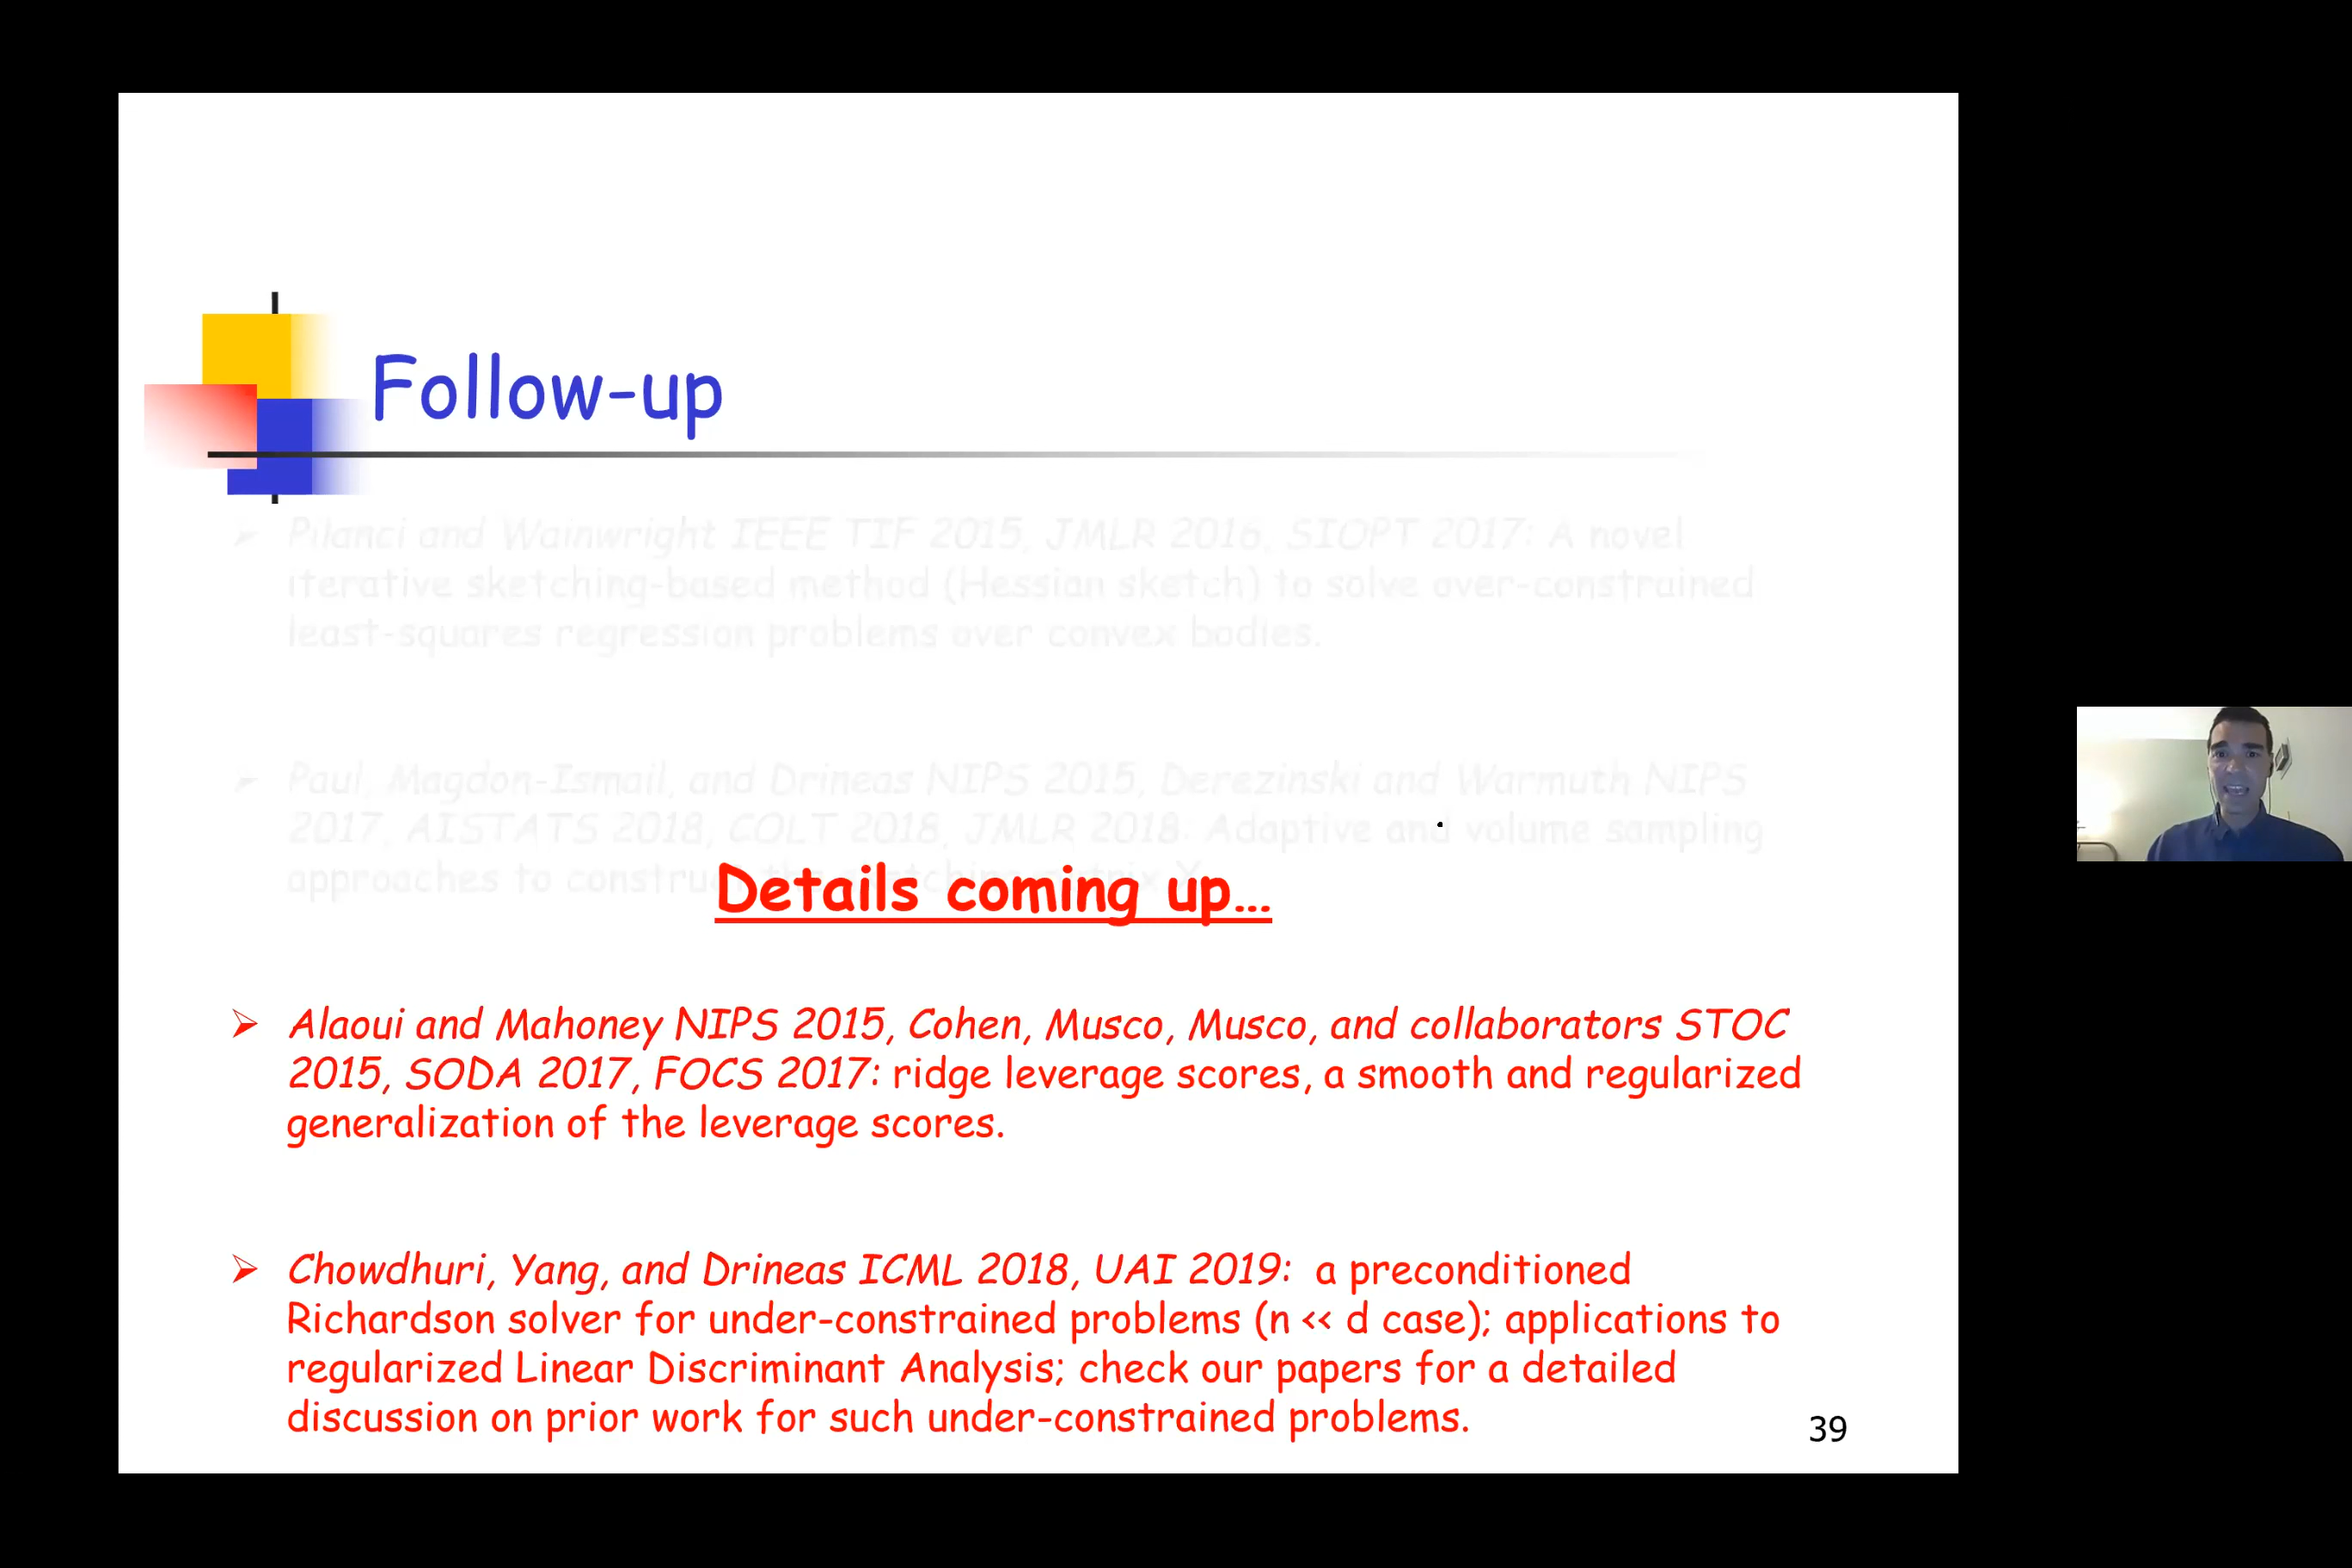 Follow-up
Pilanci and Wainwright IEEE TIF 2015, JMLR 2016, SIOPT 2017: A novel
iterative sketching-based method (Hessian sketch) to solve over-constrained
least-squares regression problems over convex bodies.
Paul, Magdon-Ismail, and Drineas NIPS 2015, Derezinski and Warmuth NIPS
2017, AISTATS 2018, COLT 2018, JMLR 2018: Adaptive and volume sampling
approaches to
Details coming up...
Alaoui and Mahoney NIPS 2015, Cohen, Musco, Musco, and collaborators STOC
2015, SODA 2017, FOCS 2017: ridge leverage scores, a smooth and regularized
generalization of the leverage scores.
Chowdhuri, Yang, and Drineas ICML 2018, UAI 2019: a preconditioned
Richardson solver for under-constrained problems (n << d case); applications to
regularized Linear Discriminant Analysis; check our papers for a detailed
discussion on prior work for such under-constrained problems.
39